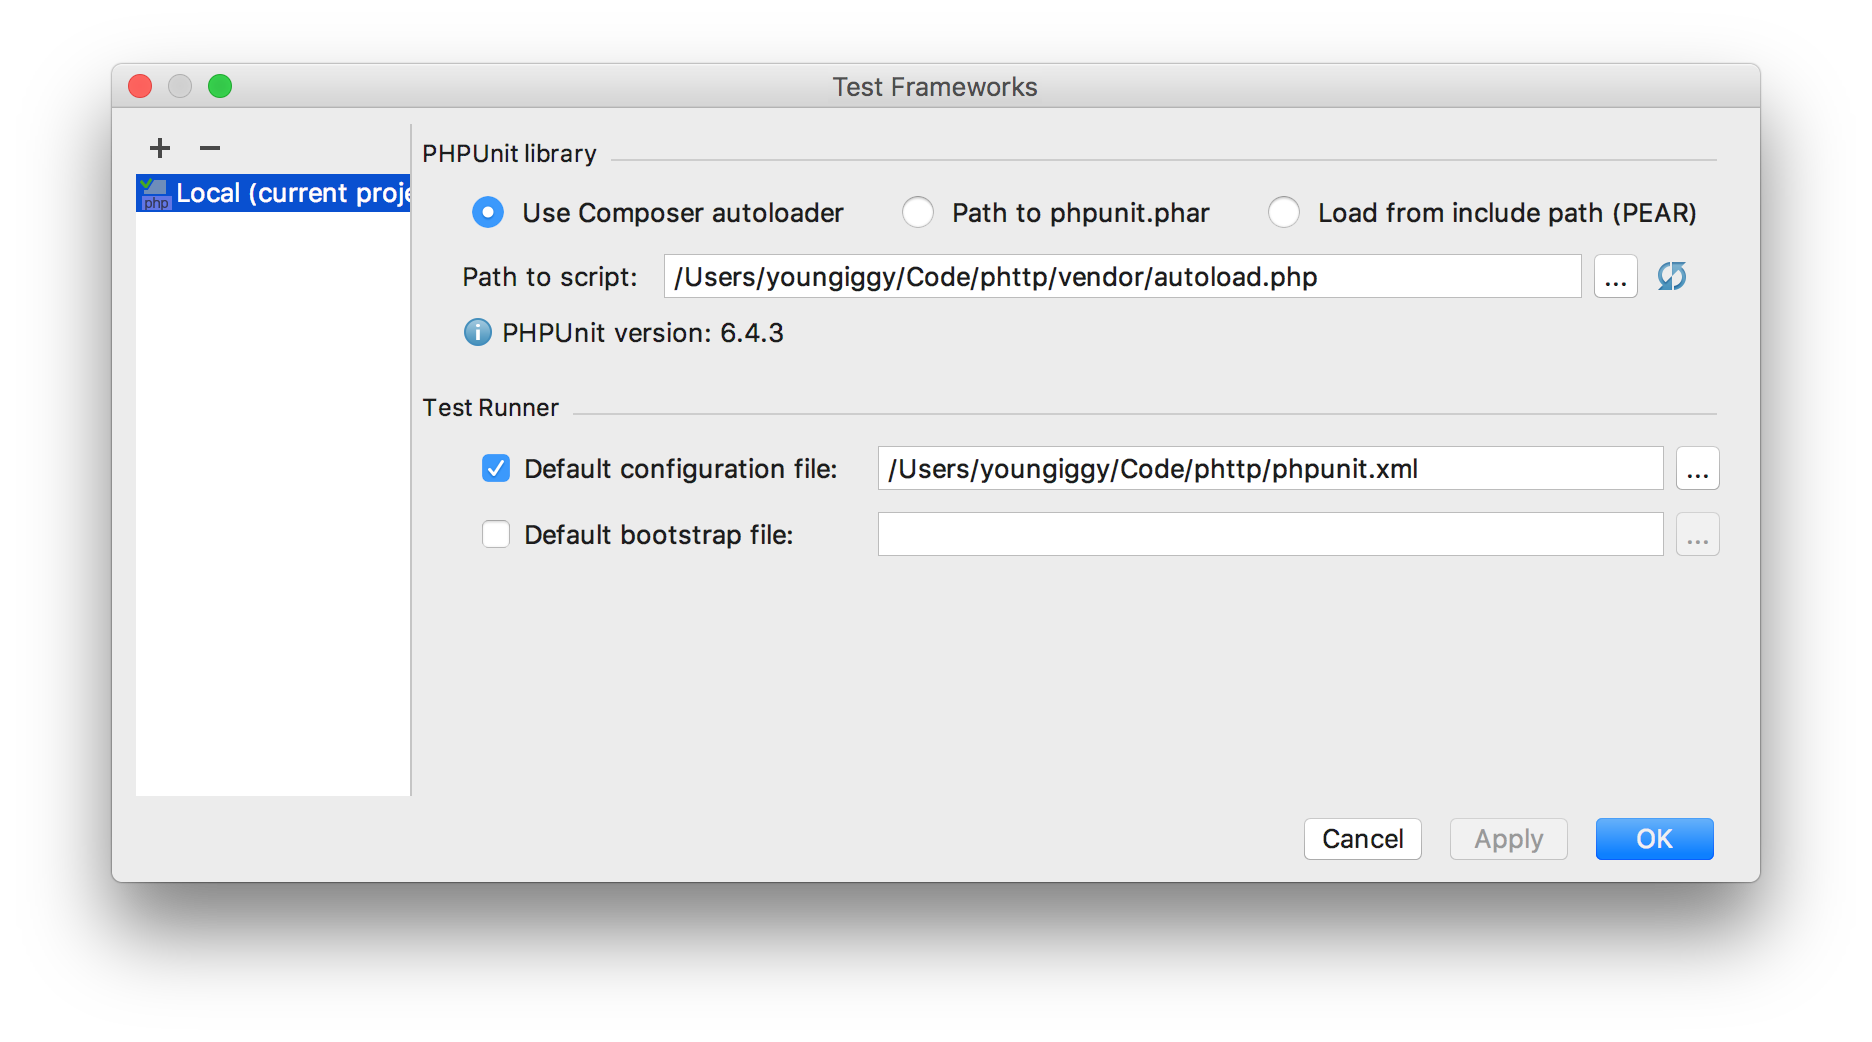 Test Frameworks
+ −
php Local (current proje
PHPUnit library
Use Composer autoloader Path to phpunit.phar Load from include path (PEAR)
Path to script: /Users/youngiggy/Code/phttp/vendor/autoload.php ...
i PHPUnit version: 6.4.3
Test Runner
Default configuration file: /Users/youngiggy/Code/phttp/phpunit.xml ...
Default bootstrap file: ...
Cancel Apply OK